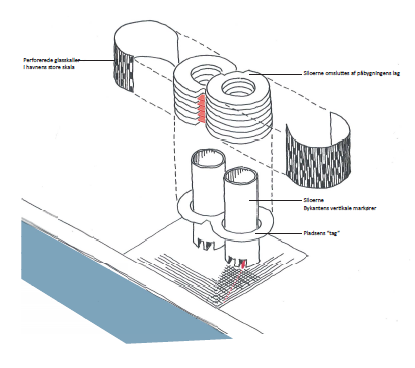 Perforerede glasskaller
i havnens store skala
Siloerne omsluttes af påbygningens lag
Siloerne
Bykantens vertikale markører
Pladsens "tag"